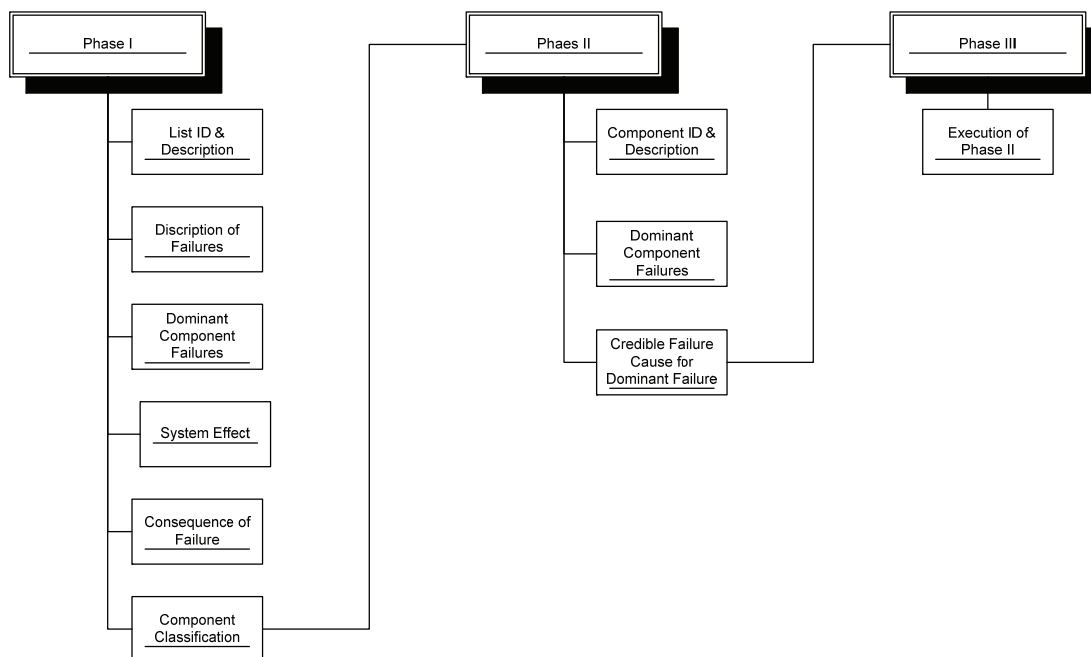 Phase I
List ID &
Description
Discription of
Failures
Dominant
Component
Failures
System Effect
Consequence of
Failure
Component
Classification
Phaes II
Component ID &
Description
Dominant
Component
Failures
Credible Failure
Cause for
Dominant Failure
Phase III
Execution of
Phase II